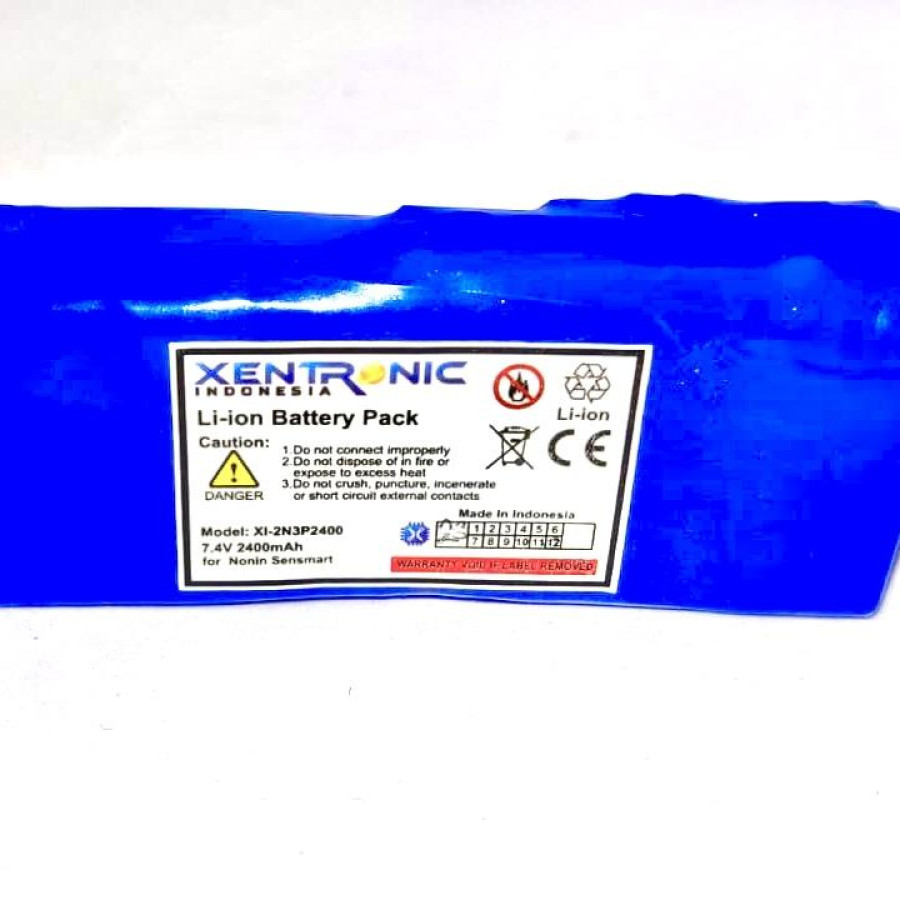 XENTRONIC
INDONESIA
Li-ion Battery Pack
Li-ion
Caution:
DANGER
1.Do not connect improperly
2.Do not dispose of in fire or
expose to excess heat
3.Do not crush, puncture, incenerate
or short circuit external contacts
CE
Made In Indonesia
1 2 3 4 5 6
7 8 9 10 11 12
Model: XI-2N3P2400
7.4V 2400mAh
for Nonin Sensmart
WARRANTY VOID IF LABEL REMOVED